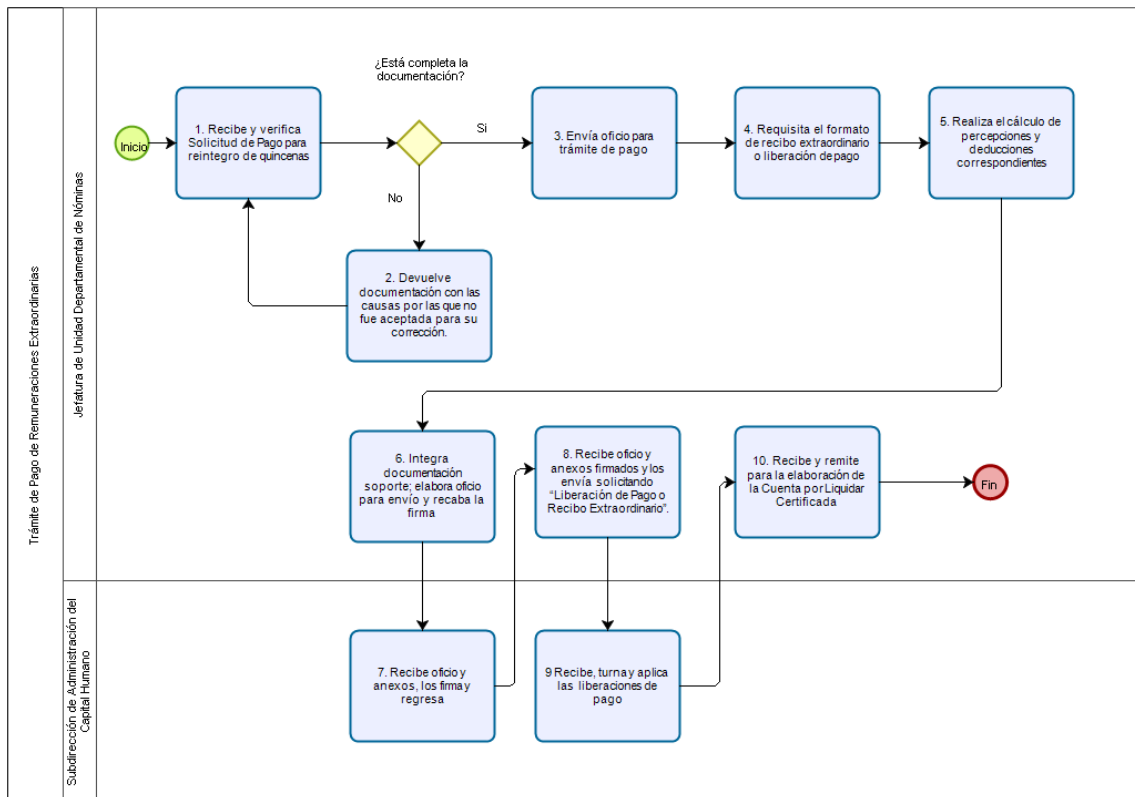 Trámite de Pago de Remuneraciones Extraordinarias
Jefatura de Unidad Departamental de Nóminas
Inicio
1. Recibe y verifica
Solicitud de Pago para
reintegro de quincenas
¿Está completa la
documentación?
Si
No
2. Devuelve
documentación con las
causas por las que no
fue aceptada para su
corrección.
3. Envía oficio para
trámite de pago
4. Requisita el formato
de recibo extraordinario
o liberación de pago
5. Realiza el cálculo de
percepciones y
deducciones
correspondientes
6. Integra
documentación
soporte; elabora oficio
para envío y recaba la
firma
8. Recibe oficio y
anexos firmados y los
envía solicitando
“Liberación de Pago o
Recibo Extraordinario”.
10. Recibe y remite
para la elaboración de
la Cuenta por Liquidar
Certificada
Fin
Subdirección de Administración del
Capital Humano
7. Recibe oficio y
anexos, los firma y
regresa
9 Recibe, turna y aplica
las liberaciones de
pago